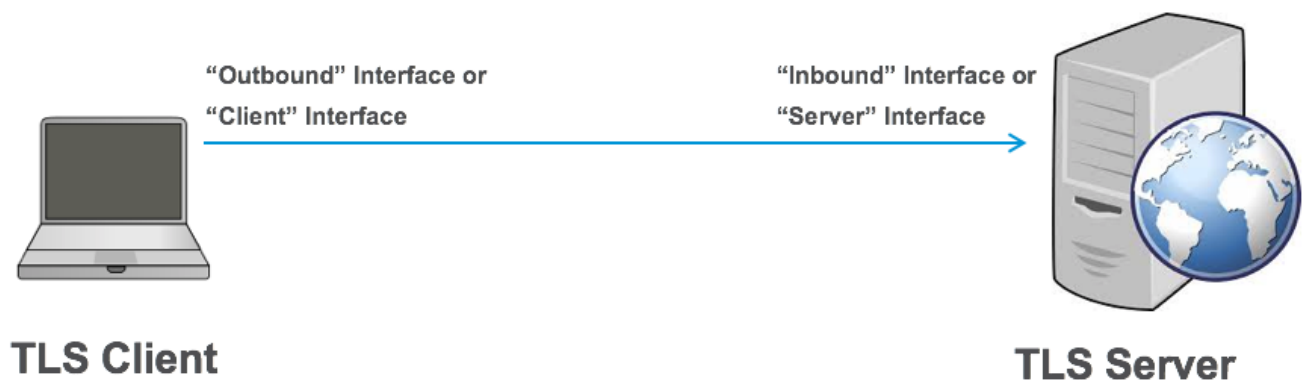 “Outbound” Interface or
“Client” Interface
“Inbound” Interface or
“Server” Interface
TLS Client
TLS Server